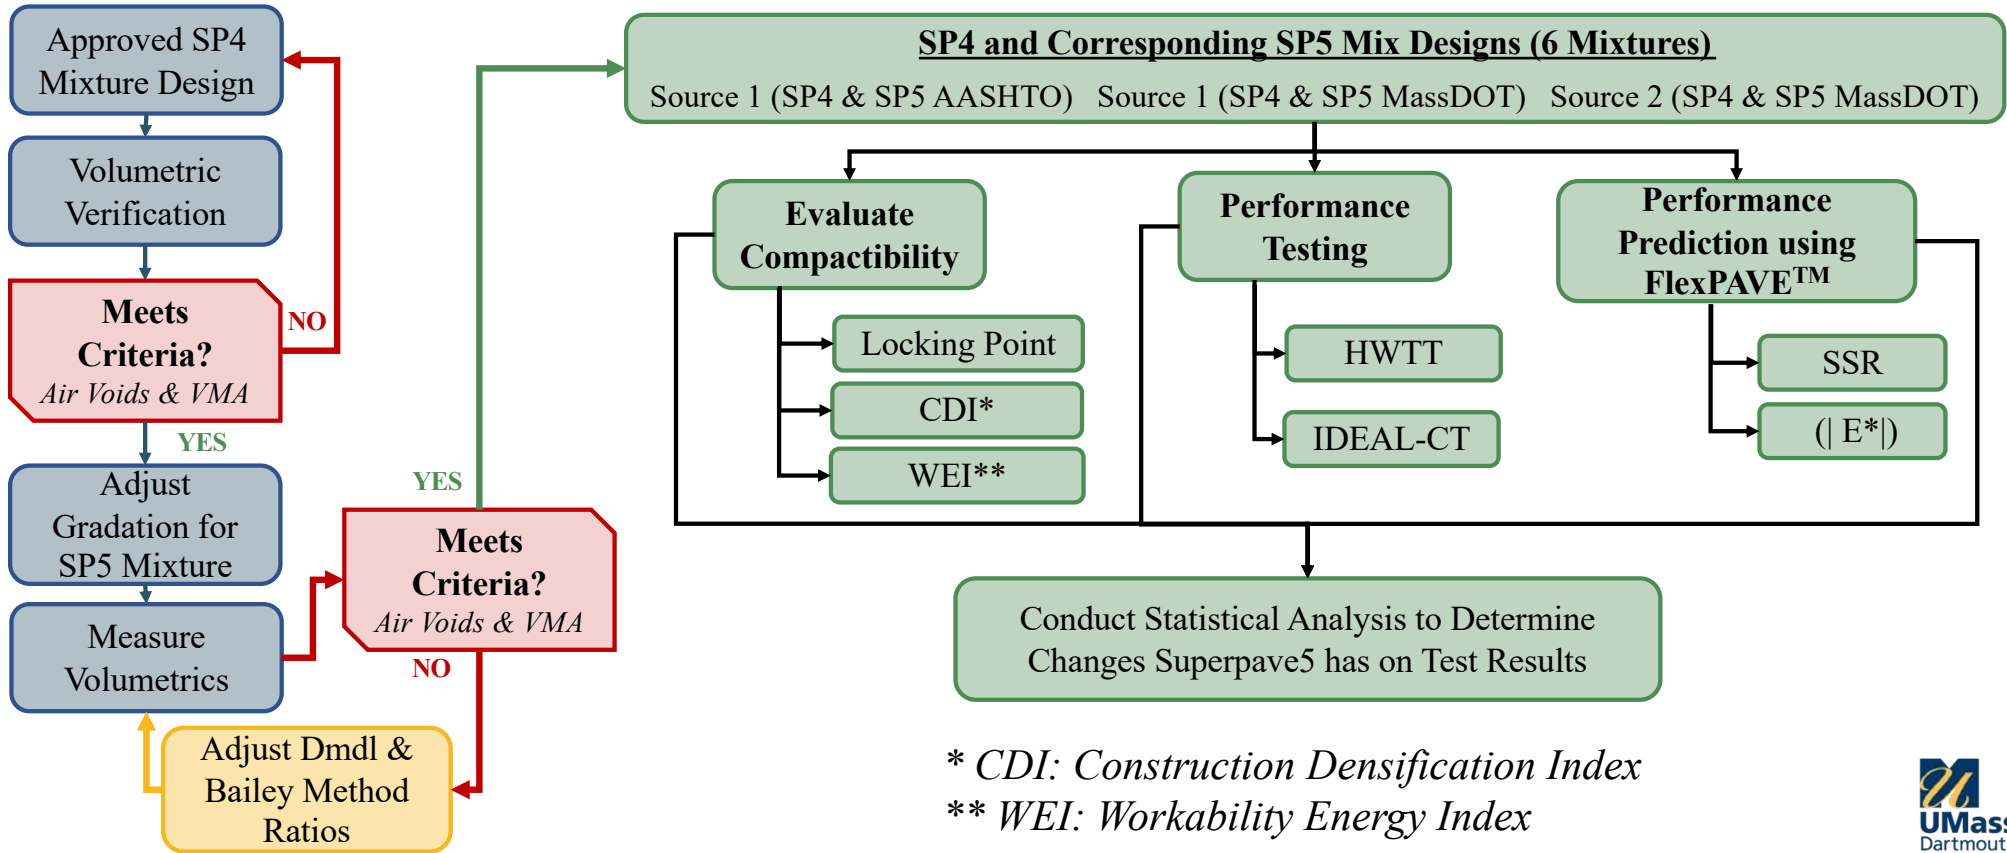 Approved SP4
Mixture Design
Volumetric
Verification
Meets
Criteria?
Air Voids & VMA
NO
YES
Adjust
Gradation for
SP5 Mixture
Measure
Volumetrics
Meets
Criteria?
Air Voids & VMA
YES
NO
Adjust Dmdl &
Bailey Method
Ratios
SP4 and Corresponding SP5 Mix Designs (6 Mixtures)
Source 1 (SP4 & SP5 AASHTO) Source 1 (SP4 & SP5 MassDOT) Source 2 (SP4 & SP5 MassDOT)
Evaluate
Compactibility
Locking Point
CDI*
WEI**
Performance
Testing
HWTT
IDEAL-CT
Performance
Prediction using
FlexPAVE™
SSR
(| E*|)
Conduct Statistical Analysis to Determine
Changes Superpave5 has on Test Results
* CDI: Construction Densification Index
** WEI: Workability Energy Index
UMass
Dartmout